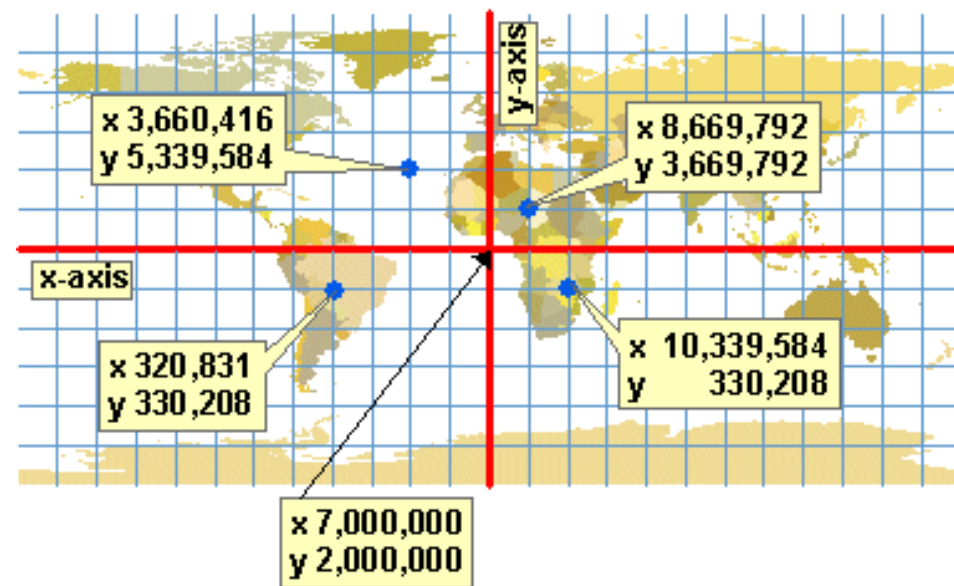 y-axis
x 3,660,416
y 5,339,584
x 8,669,792
y 3,669,792
x-axis
x 320,831
y 330,208
x 10,339,584
y 330,208
x 7,000,000
y 2,000,000